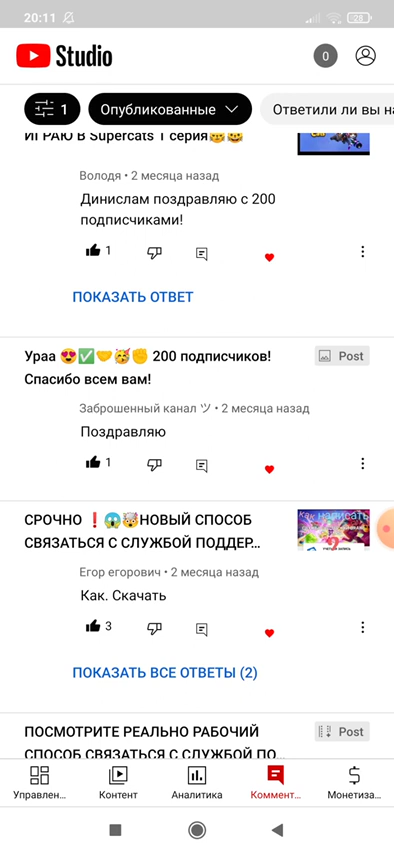 20:11
28
Studio
0
1
Опубликованные
Ответили ли вы на
ИГРАЮ В Supercats 1 серия😸😸
Володя • 2 месяца назад
Динислам поздравляю с 200
подписчиками!
1
ПОКАЗАТЬ ОТВЕТ
Ураа 😍✅🤝🥳✊ 200 подписчиков!
Спасибо всем вам!
Post
Заброшенный канал ツ • 2 месяца назад
Поздравляю
1
СРОЧНО ❗😱🤯НОВЫЙ СПОСОБ
СВЯЗАТЬСЯ С СЛУЖБОЙ ПОДДЕР...
Как написать
Егор егорович • 2 месяца назад
Как. Скачать
3
ПОКАЗАТЬ ВСЕ ОТВЕТЫ (2)
ПОСМОТРИТЕ РЕАЛЬНО РАБОЧИЙ
СПОСОБ СВЯЗАТЬСЯ С СЛУЖБОЙ ПО...
Post
Управлен... Контент Аналитика Коммент... Монетиза...